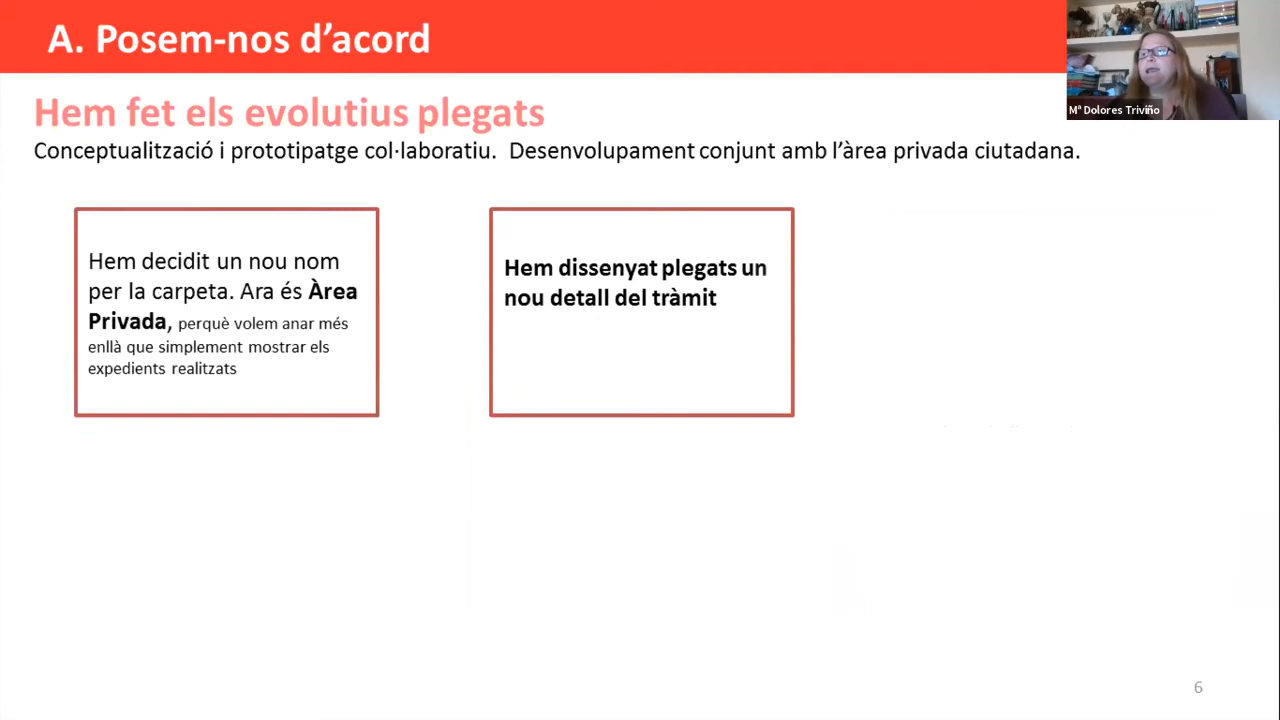 A. Posem-nos d’acord
Mª Dolores Triviño
Hem fet els evolutius plegats
Conceptualització i prototipatge col·laboratiu. Desenvolupament conjunt amb l’àrea privada ciutadana.
Hem decidit un nou nom
per la carpeta. Ara és Àrea
Privada, perquè volem anar més
enllà que simplement mostrar els
expedients realitzats
Hem dissenyat plegats un
nou detall del tràmit
6